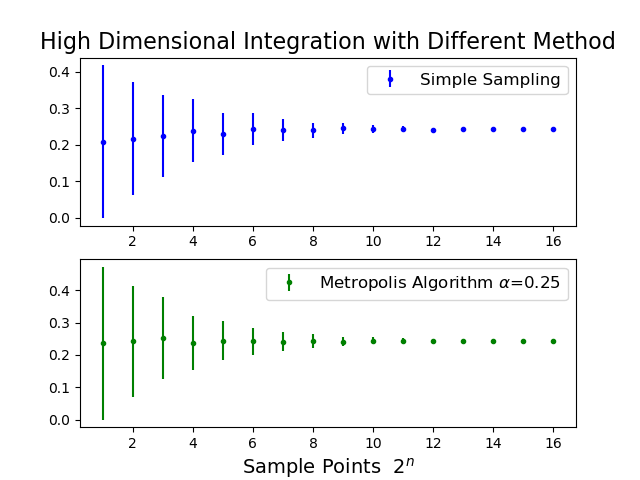 High Dimensional Integration with Different Method
0.4
0.3
0.2
0.1
0.0
Simple Sampling
2 4 6 8 10 12 14 16
0.4
0.3
0.2
0.1
0.0
Metropolis Algorithm α=0.25
2 4 6 8 10 12 14 16
Sample Points 2ⁿ